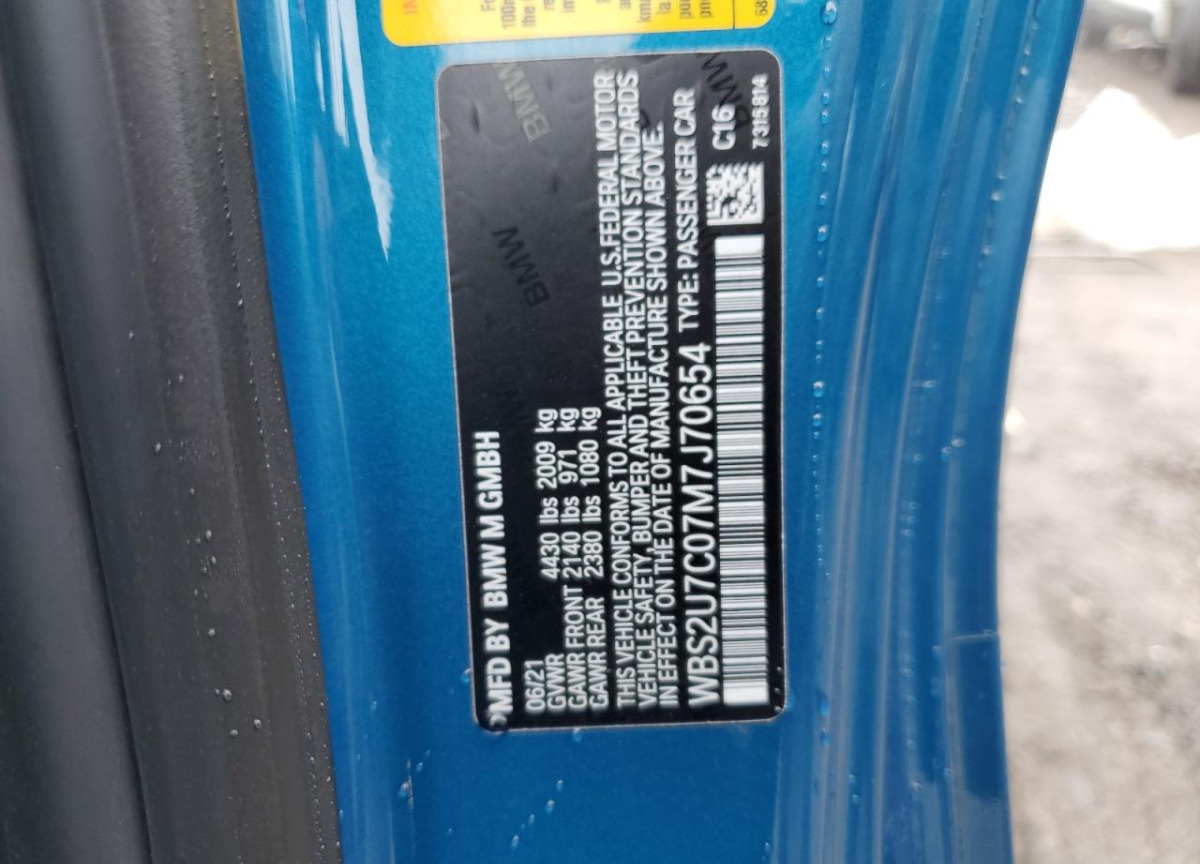 MFD BY BMW M GMBH
06/21
GVWR 4430 lbs 2009 kg
GAWR FRONT 2140 lbs 971 kg
GAWR REAR 2380 lbs 1080 kg
THIS VEHICLE CONFORMS TO ALL APPLICABLE U.S.FEDERAL MOTOR
VEHICLE SAFETY, BUMPER AND THEFT PREVENTION STANDARDS
IN EFFECT ON THE DATE OF MANUFACTURE SHOWN ABOVE.
WBS2U7C07M7J70654 TYPE: PASSENGER CAR
C16
7315814
BMW
BMW
BMW